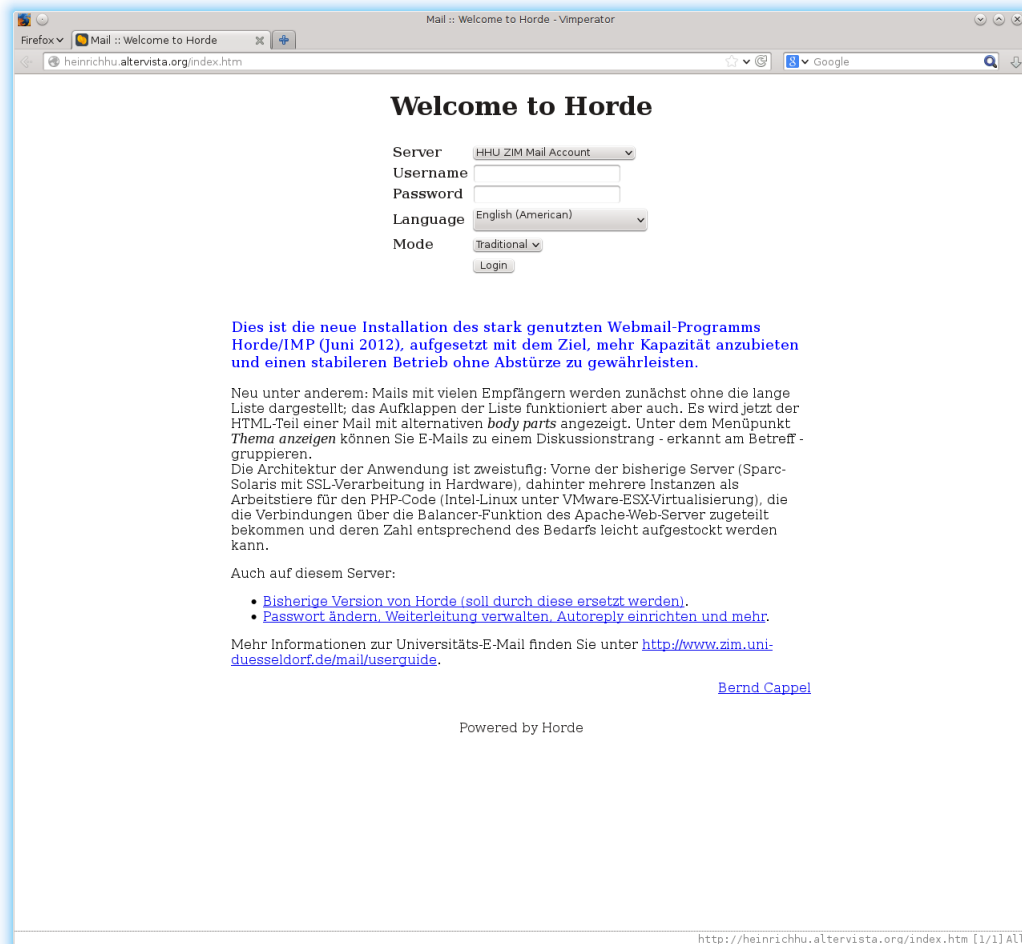 Mail :: Welcome to Horde - Vimperator
Firefox Mail :: Welcome to Horde
heinrichhu.altervista.org/index.htm Google
Welcome to Horde
Server HHU ZIM Mail Account
Username
Password
Language English (American)
Mode Traditional
Login
Dies ist die neue Installation des stark genutzten Webmail-Programms
Horde/IMP (Juni 2012), aufgesetzt mit dem Ziel, mehr Kapazität anzubieten
und einen stabileren Betrieb ohne Abstürze zu gewährleisten.
Neu unter anderem: Mails mit vielen Empfängern werden zunächst ohne die lange
Liste dargestellt; das Aufklappen der Liste funktioniert aber auch. Es wird jetzt der
HTML-Teil einer Mail mit alternativen body parts angezeigt. Unter dem Menüpunkt
Thema anzeigen können Sie E-Mails zu einem Diskussionstrang - erkannt am Betreff -
gruppieren.
Die Architektur der Anwendung ist zweistufig: Vorne der bisherige Server (Sparc-
Solaris mit SSL-Verarbeitung in Hardware), dahinter mehrere Instanzen als
Arbeitstiere für den PHP-Code (Intel-Linux unter VMware-ESX-Virtualisierung), die
die Verbindungen über die Balancer-Funktion des Apache-Web-Server zugeteilt
bekommen und deren Zahl entsprechend des Bedarfs leicht aufgestockt werden
kann.
Auch auf diesem Server:
• Bisherige Version von Horde (soll durch diese ersetzt werden).
• Passwort ändern, Weiterleitung verwalten, Autoreply einrichten und mehr.
Mehr Informationen zur Universitäts-E-Mail finden Sie unter http://www.zim.uni-
duesseldorf.de/mail/userguide.
Bernd Cappel
Powered by Horde
http://heinrichhu.altervista.org/index.htm [1/1] All